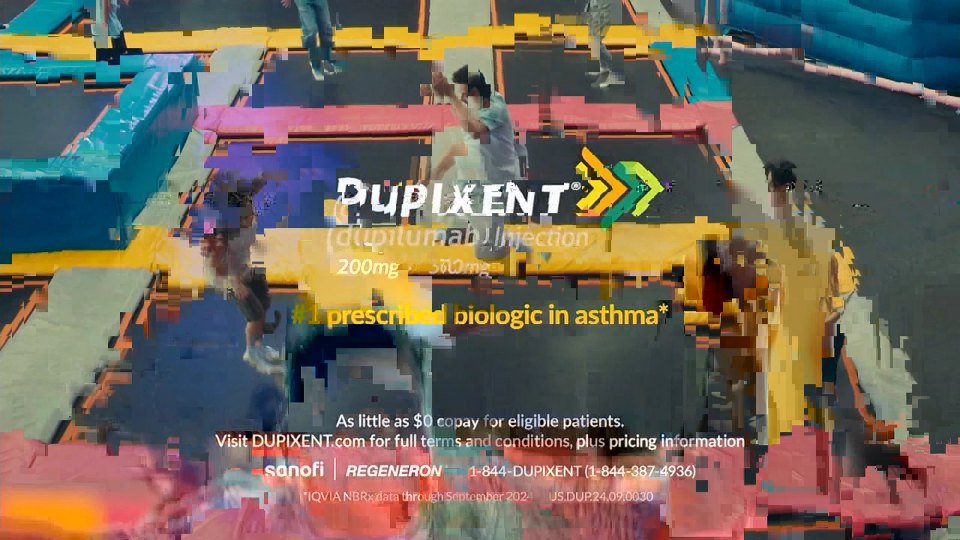 DUPIXENT®
(dupilumab) Injection
200mg
#1 prescribed biologic in asthma*
As little as $0 copay for eligible patients.
Visit DUPIXENT.com for full terms and conditions, plus pricing information
sanofi | REGENERON 1-844-DUPIXENT (1-844-387-4936)
*IQVIA NBRx data through September 2024 US.DUP.24.09.0030